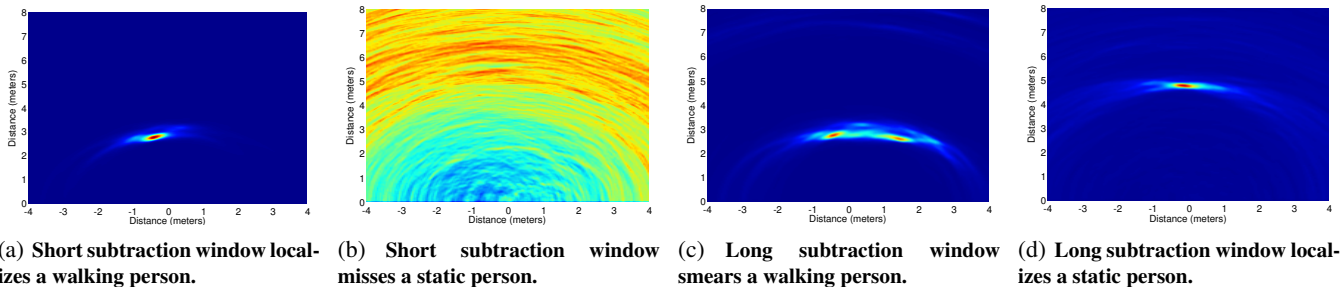 8
7
6
5
4
3
2
1
0
Distance (meters)
-4 -3 -2 -1 0 1 2 3 4
Distance (meters)
8
7
6
5
4
3
2
1
0
Distance (meters)
-4 -3 -2 -1 0 1 2 3 4
Distance (meters)
8
7
6
5
4
3
2
1
0
Distance (meters)
-4 -3 -2 -1 0 1 2 3 4
Distance (meters)
8
7
6
5
4
3
2
1
0
Distance (meters)
-4 -3 -2 -1 0 1 2 3 4
Distance (meters)
(a) Short subtraction window local-
izes a walking person.
(b) Short subtraction window
misses a static person.
(c) Long subtraction window
smears a walking person.
(d) Long subtraction window local-
izes a static person.